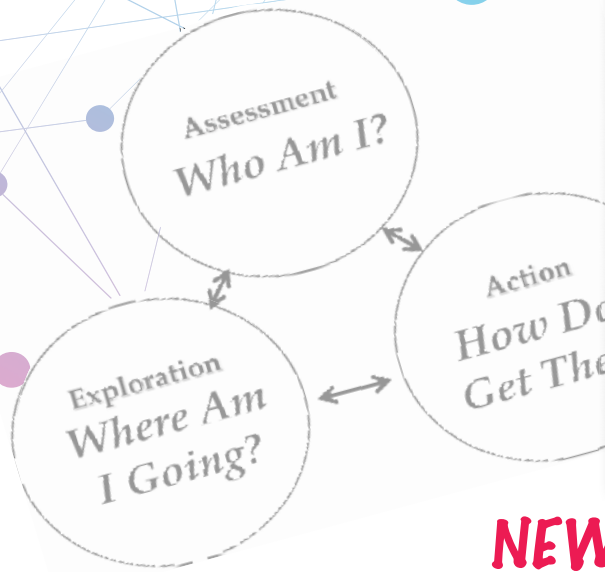 Assessment
Who Am I?
Action
How Do
Get The
Exploration
Where Am
I Going?
NEW